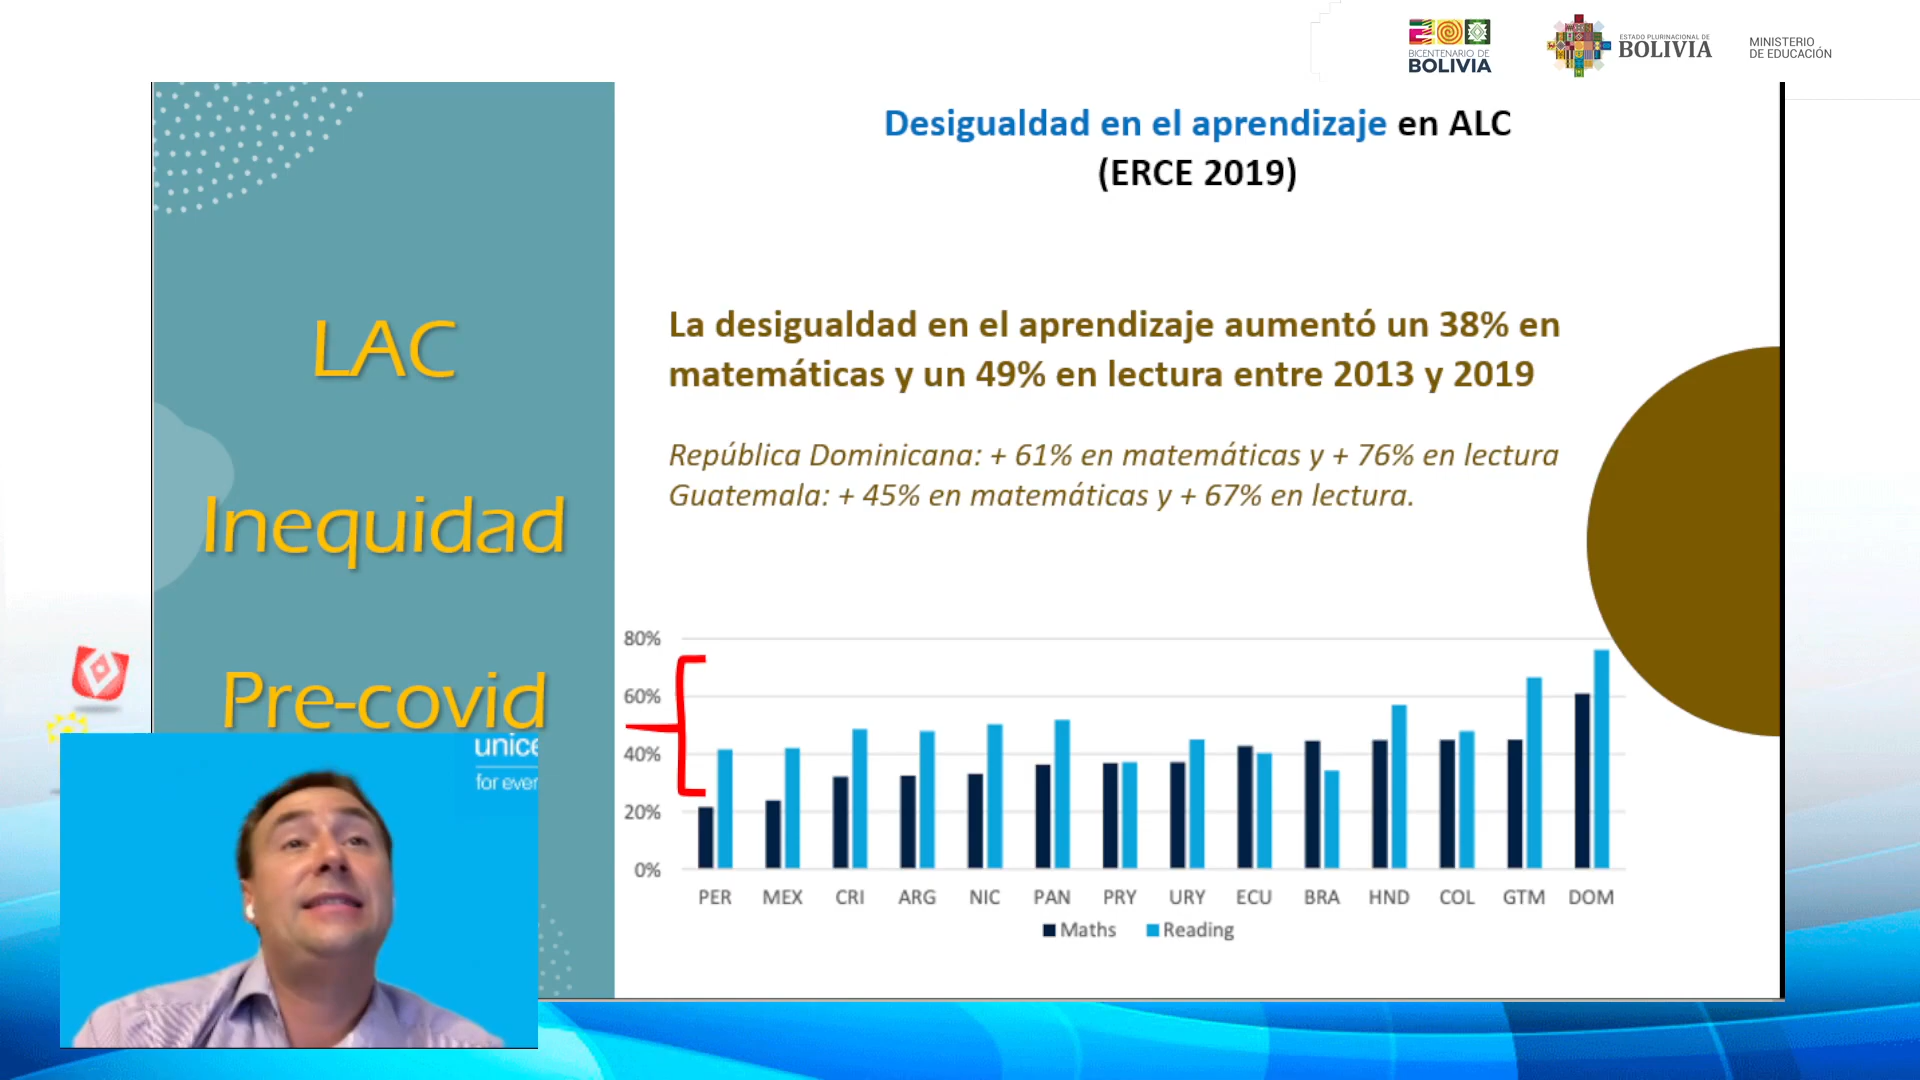 BICENTENARIO DE
BOLIVIA
ESTADO PLURINACIONAL DE
BOLIVIA
MINISTERIO
DE EDUCACIÓN
Desigualdad en el aprendizaje en ALC
(ERCE 2019)
LAC
Inequidad
Pre-covid
La desigualdad en el aprendizaje aumentó un 38% en
matemáticas y un 49% en lectura entre 2013 y 2019
República Dominicana: + 61% en matemáticas y + 76% en lectura
Guatemala: + 45% en matemáticas y + 67% en lectura.
80%
60%
40%
20%
0%
PER MEX CRI ARG NIC PAN PRY URY ECU BRA HND COL GTM DOM
Maths Reading
unice
for ever